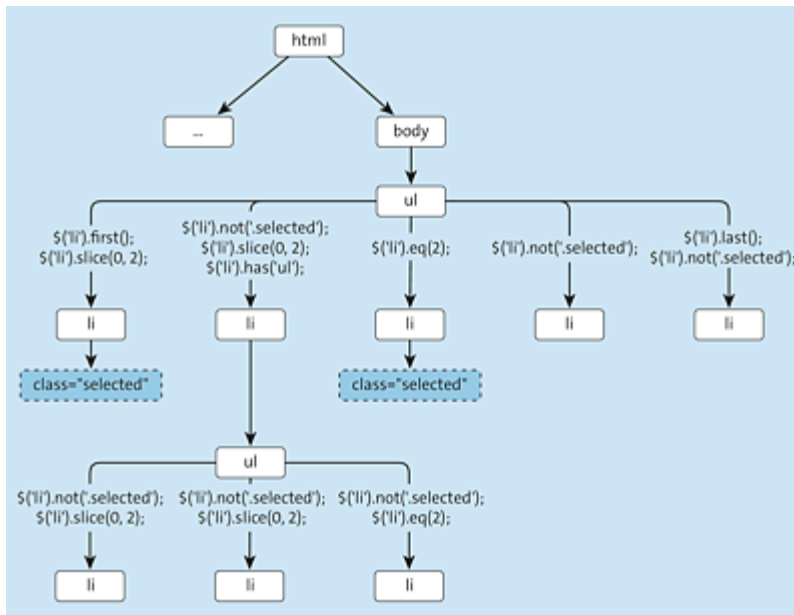 html
...
body
ul
$('li').first();
$('li').slice(0, 2);
$('li').not('.selected');
$('li').slice(0, 2);
$('li').has('ul');
$('li').eq(2);
$('li').not('.selected');
$('li').last();
$('li').not('.selected');
li
li
li
li
li
class="selected"
class="selected"
ul
$('li').not('.selected');
$('li').slice(0, 2);
$('li').not('.selected');
$('li').slice(0, 2);
$('li').not('.selected');
$('li').eq(2);
li
li
li